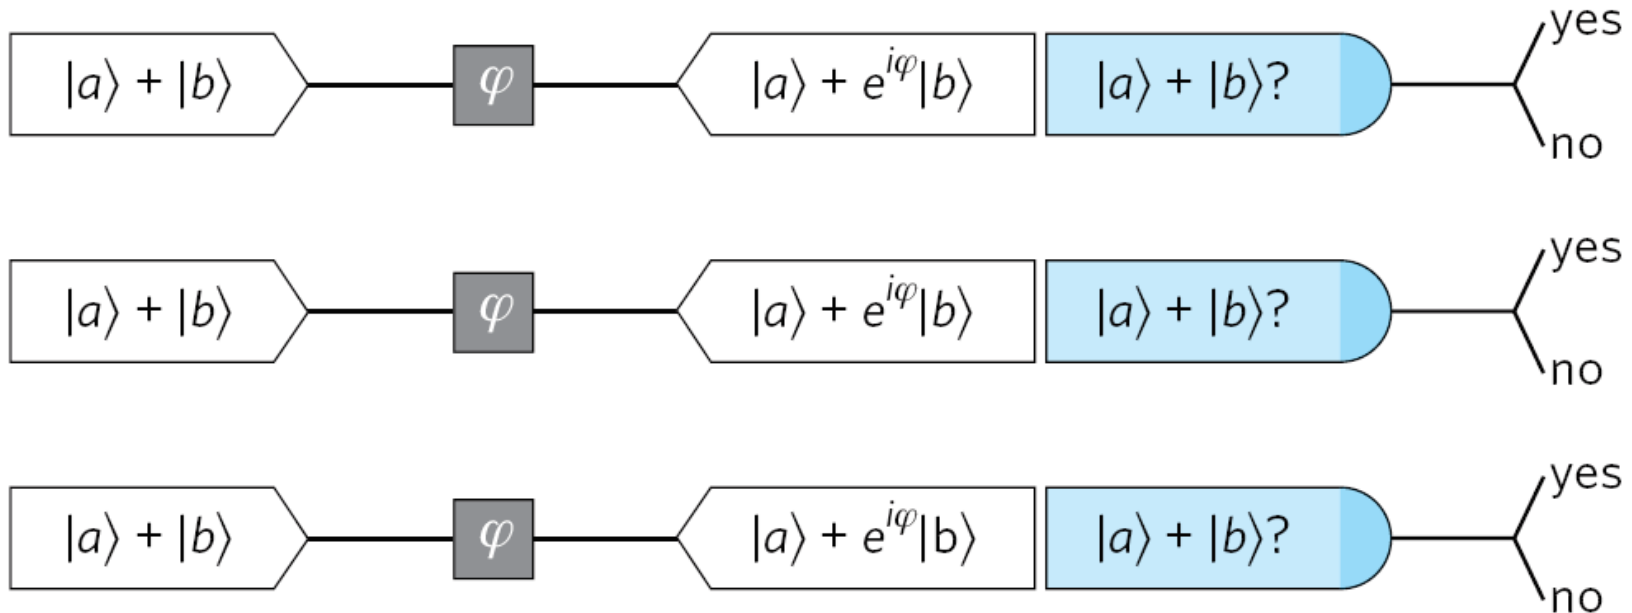 |a⟩ + |b⟩ φ |a⟩ + e^{iφ}|b⟩ |a⟩ + |b⟩? yes
no
|a⟩ + |b⟩ φ |a⟩ + e^{iφ}|b⟩ |a⟩ + |b⟩? yes
no
|a⟩ + |b⟩ φ |a⟩ + e^{iφ}|b⟩ |a⟩ + |b⟩? yes
no